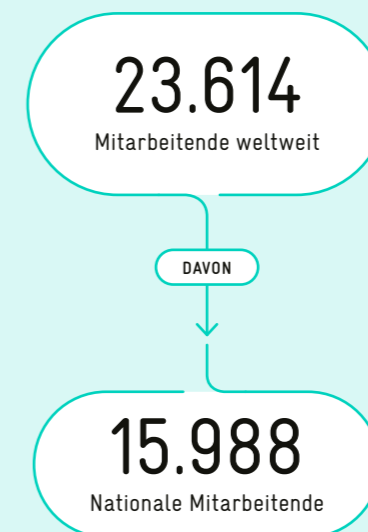 23.614
Mitarbeitende weltweit
DAVON
15.988
Nationale Mitarbeitende